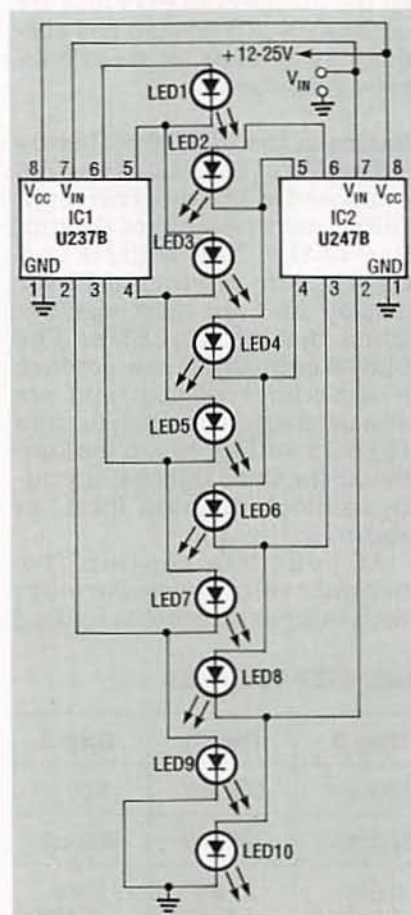 +12-25V
VIN
LED1
LED2
8 7 6 5
VCC VIN
IC1
U237B
GND
1 2 3 4
5 6 7 8
VIN VCC
IC2
U247B
GND
4 3 2 1
LED3
LED4
LED5
LED6
LED7
LED8
LED9
LED10